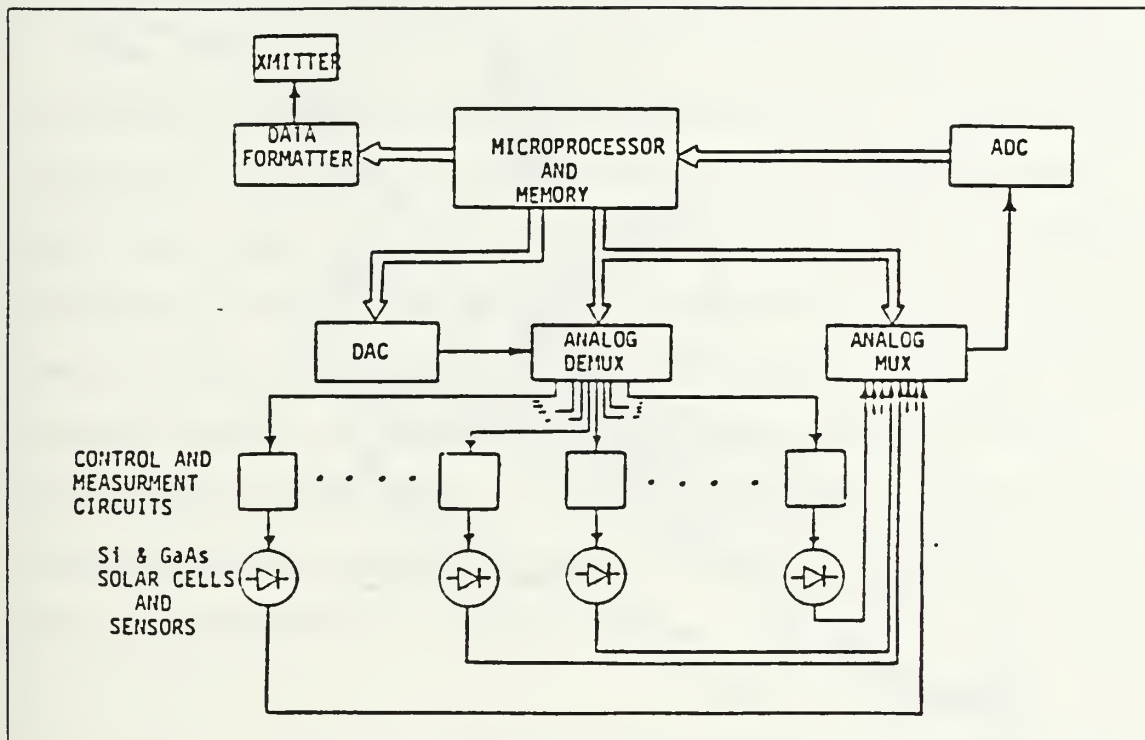 XMITTER
DATA
FORMATTER
MICROPROCESSOR
AND
MEMORY
ADC
DAC
ANALOG
DEMUX
ANALOG
MUX
CONTROL AND
MEASURMENT
CIRCUITS
Si & GaAs
SOLAR CELLS
AND
SENSORS